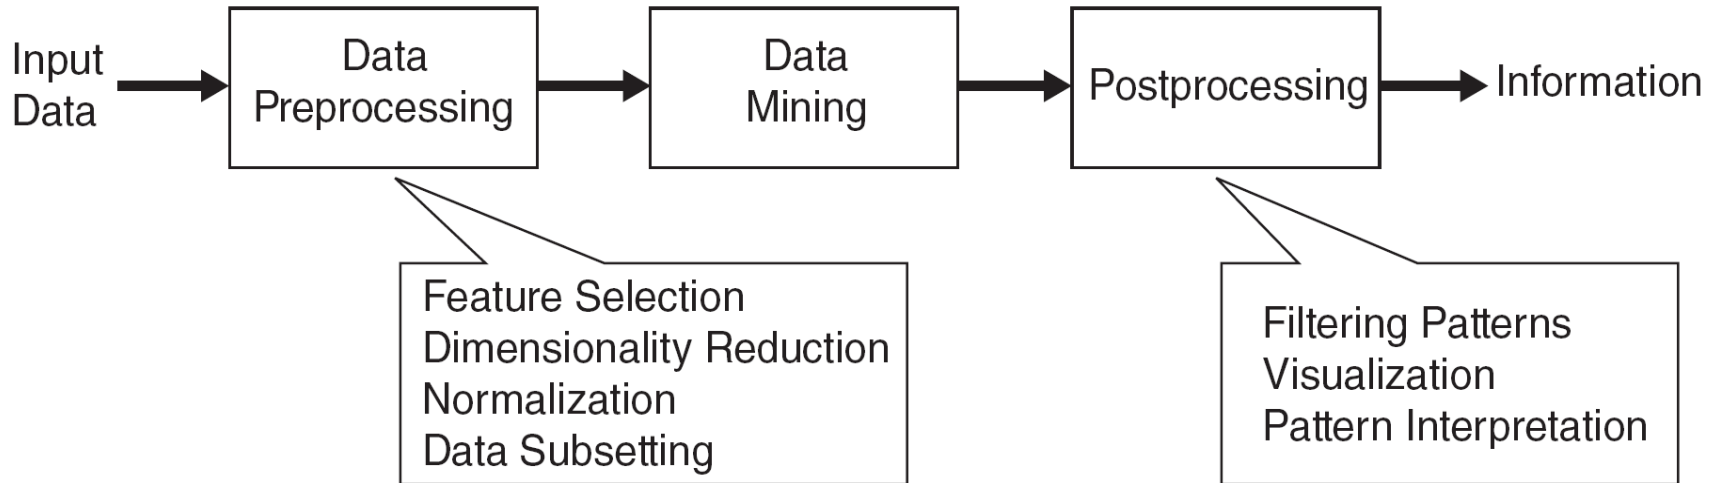 Input
Data
Data
Preprocessing
Data
Mining
Postprocessing
Information
Feature Selection
Dimensionality Reduction
Normalization
Data Subsetting
Filtering Patterns
Visualization
Pattern Interpretation